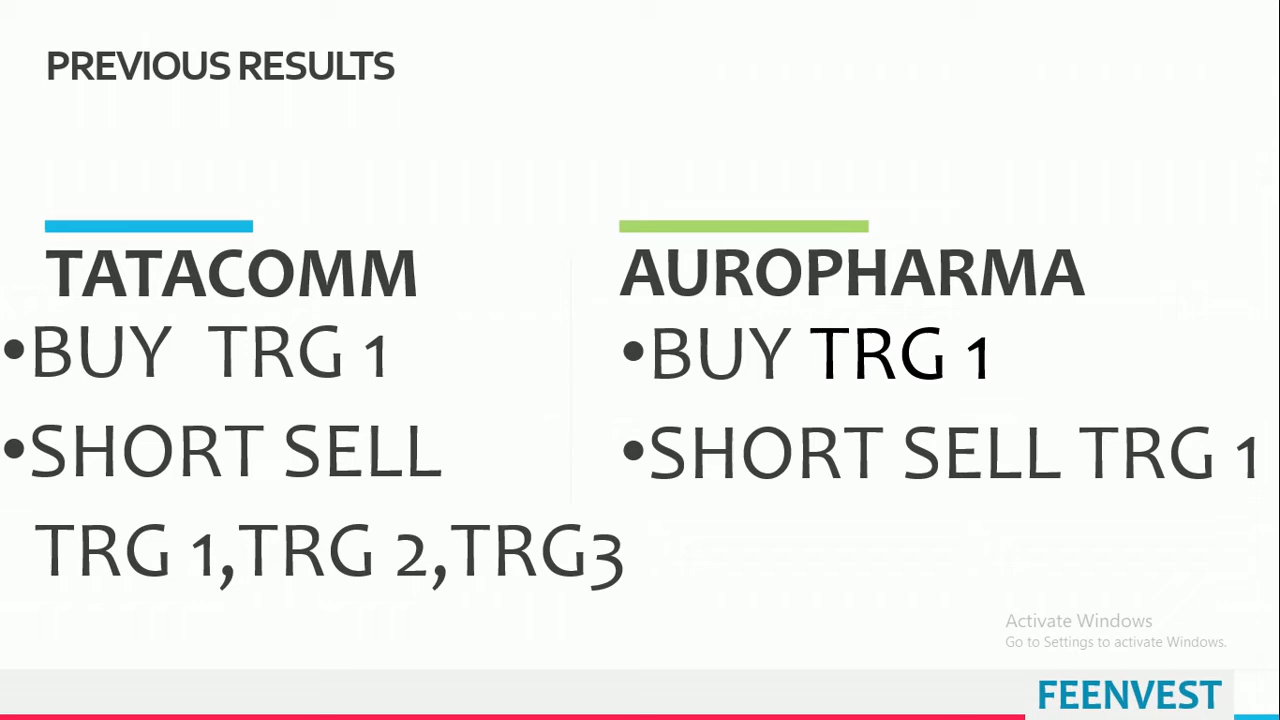 PREVIOUS RESULTS
TATACOMM
•BUY TRG 1
•SHORT SELL
TRG 1,TRG 2,TRG3
AUROPHARMA
•BUY TRG 1
•SHORT SELL TRG 1
Activate Windows
Go to Settings to activate Windows.
FEENVEST